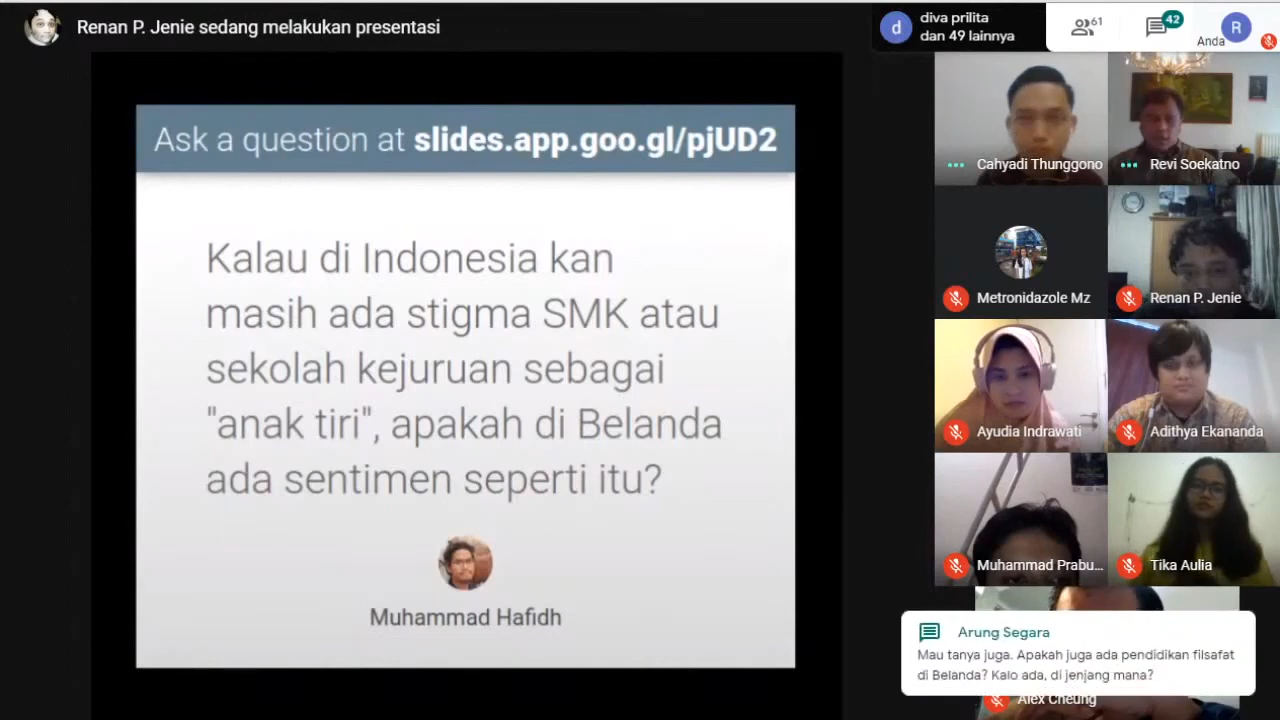 Renan P. Jenie sedang melakukan presentasi
d
diva prilita
dan 49 lainnya
61
42
Anda
R
Ask a question at slides.app.goo.gl/pjUD2
Kalau di Indonesia kan
masih ada stigma SMK atau
sekolah kejuruan sebagai
"anak tiri", apakah di Belanda
ada sentimen seperti itu?
Muhammad Hafidh
Cahyadi Thunggono
Revi Soekatno
Metronidazole Mz
Renan P. Jenie
Ayudia Indrawati
Adithya Ekananda
Muhammad Prabu...
Tika Aulia
Arung Segara
Mau tanya juga. Apakah juga ada pendidikan filsafat
di Belanda? Kalo ada, di jenjang mana?
Alex Cheung